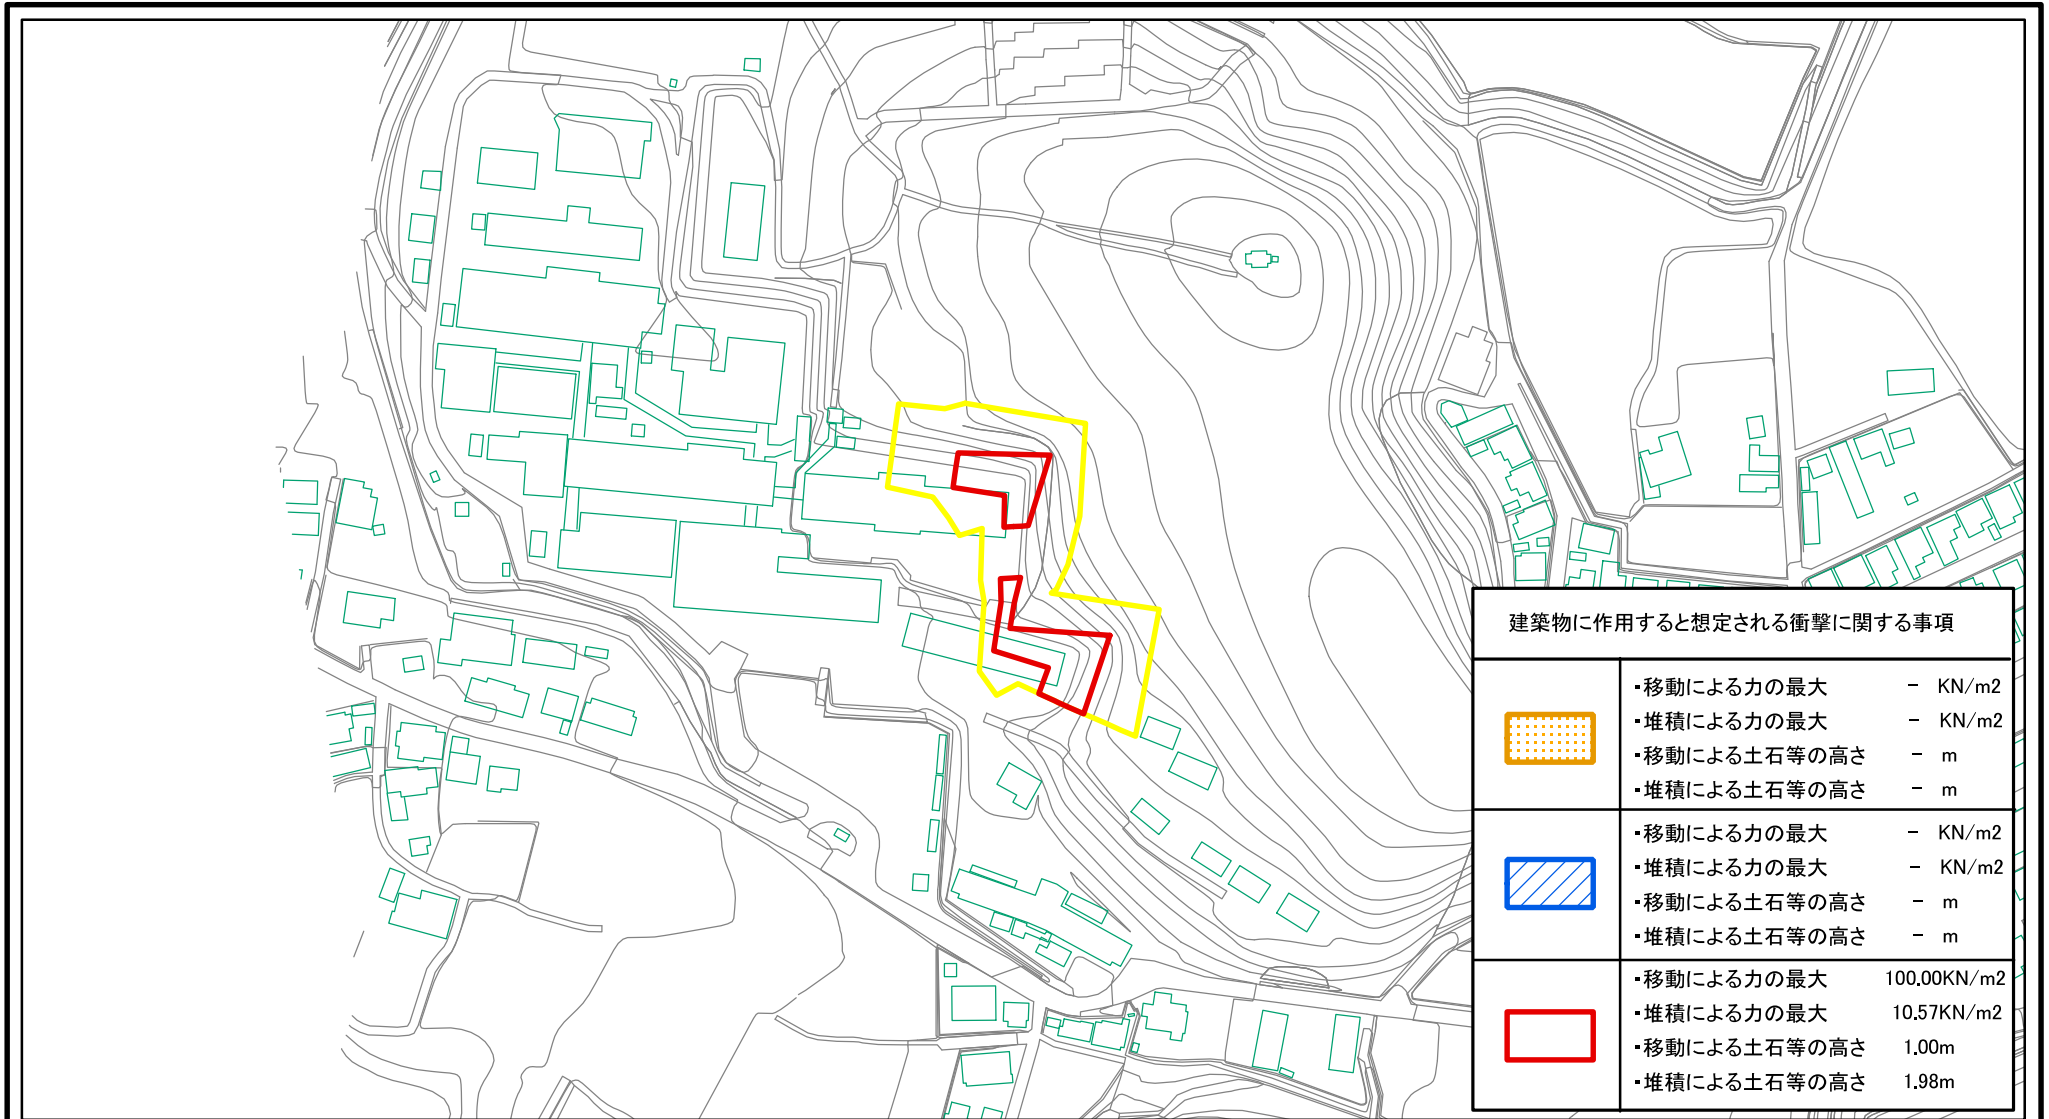 建築物に作用すると想定される衝撃に関する事項
・移動による力の最大 － KN/m2
・堆積による力の最大 － KN/m2
・移動による土石等の高さ － m
・堆積による土石等の高さ － m
・移動による力の最大 － KN/m2
・堆積による力の最大 － KN/m2
・移動による土石等の高さ － m
・堆積による土石等の高さ － m
・移動による力の最大 100.00KN/m2
・堆積による力の最大 10.57KN/m2
・移動による土石等の高さ 1.00m
・堆積による土石等の高さ 1.98m